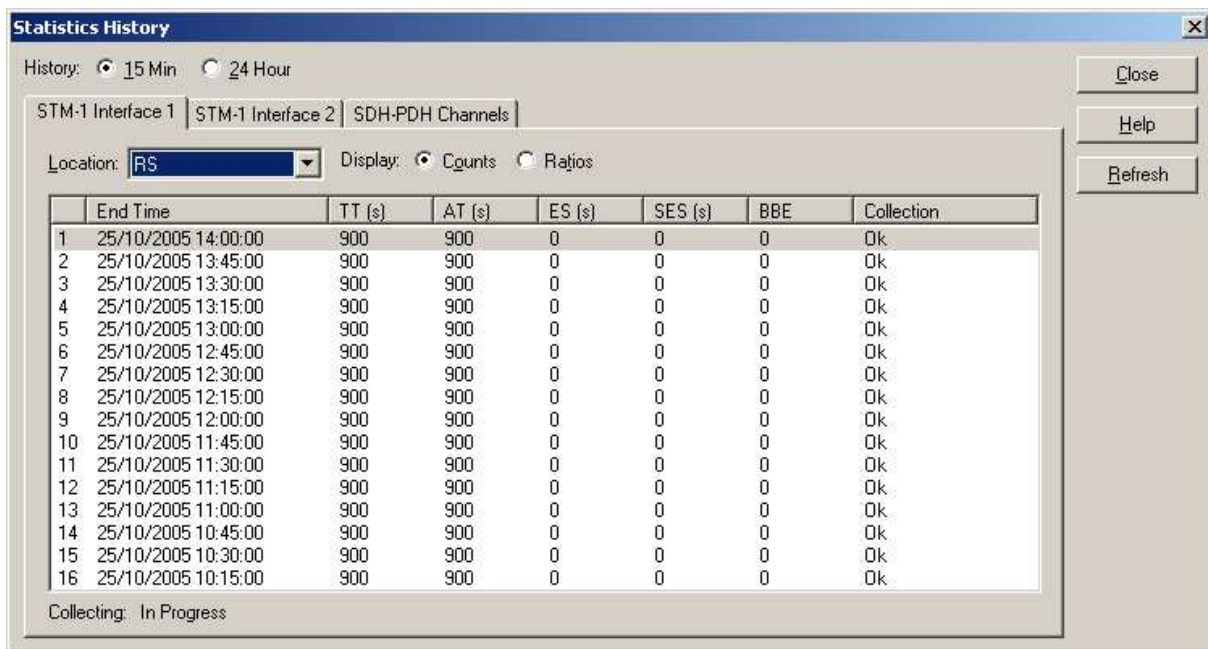 Statistics History
History: 15 Min 24 Hour
Close
STM-1 Interface 1 STM-1 Interface 2 SDH-PDH Channels
Help
Location: RS Display: Counts Ratios
Refresh
End Time TT (s) AT (s) ES (s) SES (s) BBE Collection
1 25/10/2005 14:00:00 900 900 0 0 0 Ok
2 25/10/2005 13:45:00 900 900 0 0 0 Ok
3 25/10/2005 13:30:00 900 900 0 0 0 Ok
4 25/10/2005 13:15:00 900 900 0 0 0 Ok
5 25/10/2005 13:00:00 900 900 0 0 0 Ok
6 25/10/2005 12:45:00 900 900 0 0 0 Ok
7 25/10/2005 12:30:00 900 900 0 0 0 Ok
8 25/10/2005 12:15:00 900 900 0 0 0 Ok
9 25/10/2005 12:00:00 900 900 0 0 0 Ok
10 25/10/2005 11:45:00 900 900 0 0 0 Ok
11 25/10/2005 11:30:00 900 900 0 0 0 Ok
12 25/10/2005 11:15:00 900 900 0 0 0 Ok
13 25/10/2005 11:00:00 900 900 0 0 0 Ok
14 25/10/2005 10:45:00 900 900 0 0 0 Ok
15 25/10/2005 10:30:00 900 900 0 0 0 Ok
16 25/10/2005 10:15:00 900 900 0 0 0 Ok
Collecting: In Progress